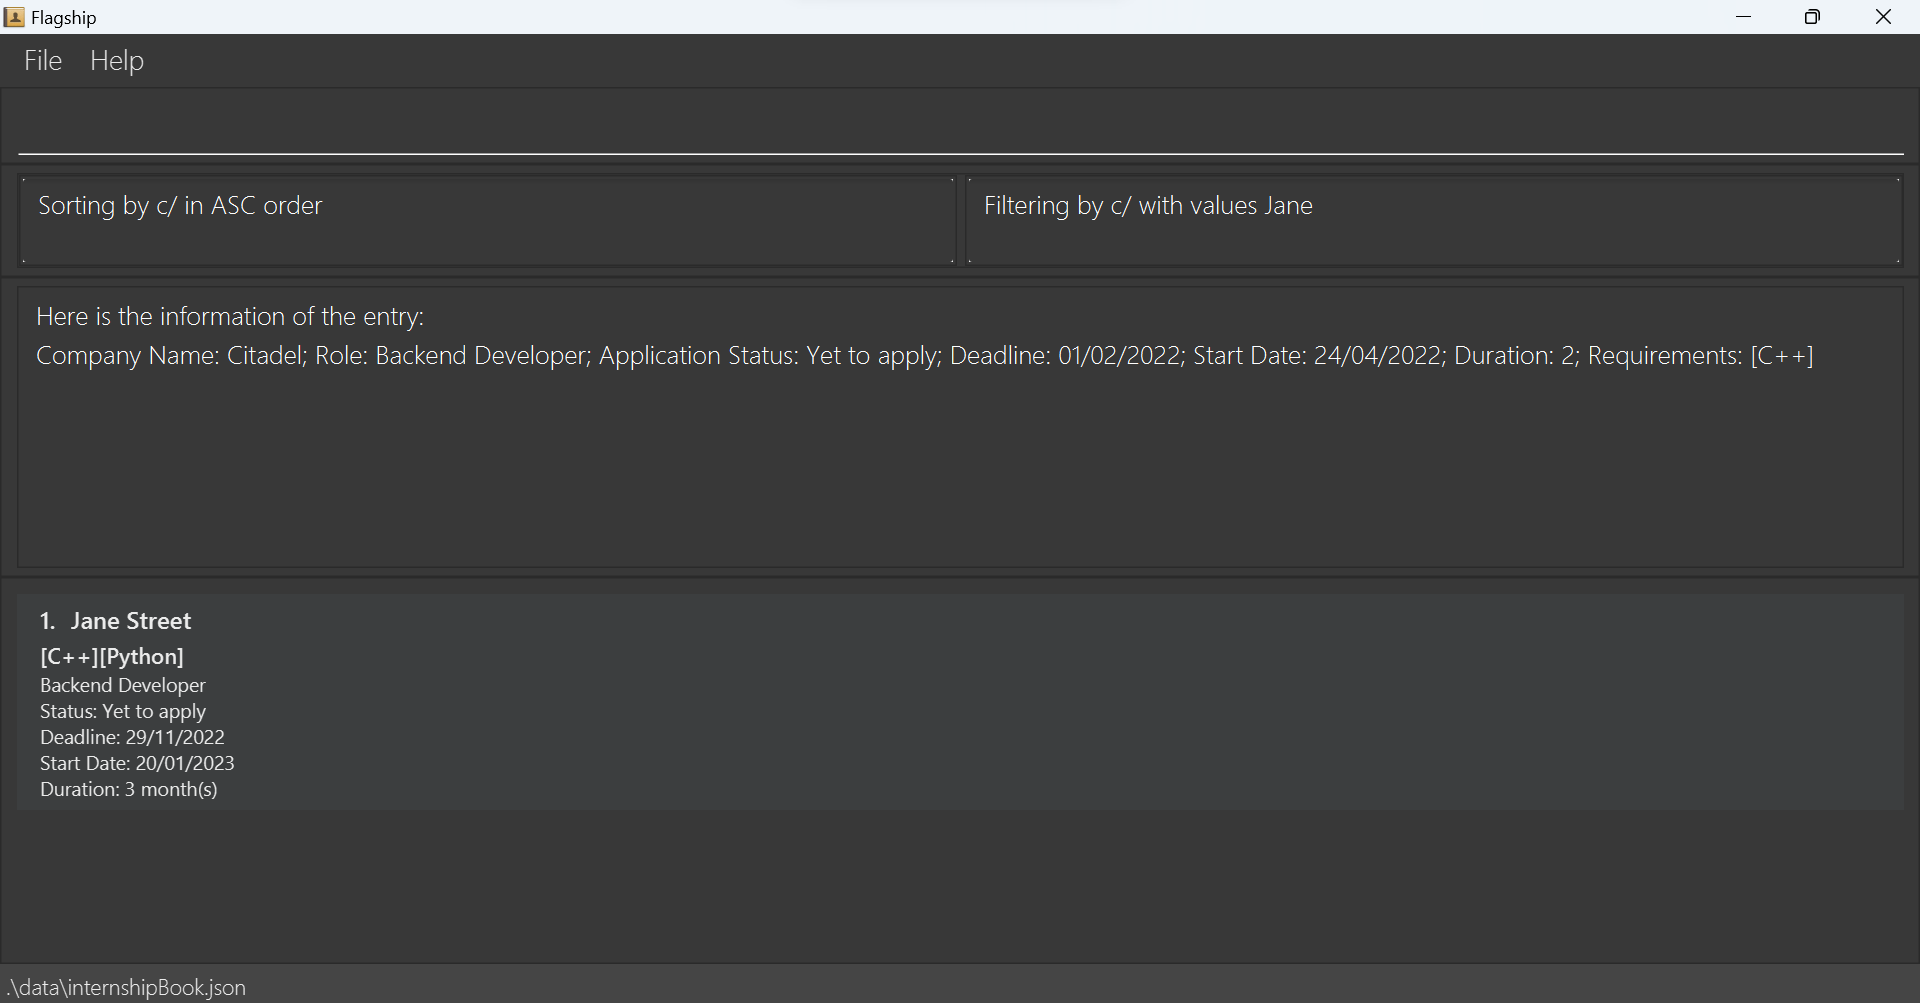 Flagship
File Help
Sorting by c/ in ASC order
Filtering by c/ with values Jane
Here is the information of the entry:
Company Name: Citadel; Role: Backend Developer; Application Status: Yet to apply; Deadline: 01/02/2022; Start Date: 24/04/2022; Duration: 2; Requirements: [C++]
1. Jane Street
[C++][Python]
Backend Developer
Status: Yet to apply
Deadline: 29/11/2022
Start Date: 20/01/2023
Duration: 3 month(s)
.\data\internshipBook.json